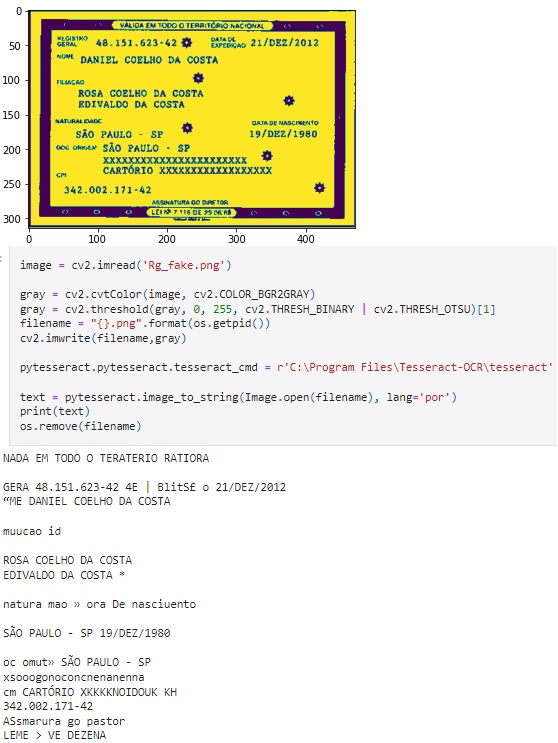 0
50
100
150
200
250
300
0 100 200 300 400
VÁLIDA EM TODO O TERRITÓRIO NACIONAL
REGISTRO GERAL 48.151.623-42 DATA DE EXPEDIÇÃO 21/DEZ/2012
NOME DANIEL COELHO DA COSTA
FILIAÇÃO
ROSA COELHO DA COSTA
EDIVALDO DA COSTA
NATURALIDADE DATA DE NASCIMENTO
SÃO PAULO - SP 19/DEZ/1980
DOC ORIGEM SÃO PAULO - SP
XXXXXXXXXXXXXXXXXXXXXXX
CARTÓRIO XXXXXXXXXXXXXXXXXX
CPF
342.002.171-42
ASSINATURA DO DIRETOR
LEI Nº 7.116 DE 29/08/83
image = cv2.imread('Rg_fake.png')
gray = cv2.cvtColor(image, cv2.COLOR_BGR2GRAY)
gray = cv2.threshold(gray, 0, 255, cv2.THRESH_BINARY | cv2.THRESH_OTSU)[1]
filename = "{}.png".format(os.getpid())
cv2.imwrite(filename,gray)
pytesseract.pytesseract.tesseract_cmd = r'C:\Program Files\Tesseract-OCR\tesseract'
text = pytesseract.image_to_string(Image.open(filename), lang='por')
print(text)
os.remove(filename)
NADA EM TODO O TERATERIO RATIORA
GERA 48.151.623-42 4E | BlitS£ o 21/DEZ/2012
“ME DANIEL COELHO DA COSTA
muucao id
ROSA COELHO DA COSTA
EDIVALDO DA COSTA *
natura mao » ora De nasciuento
SÃO PAULO - SP 19/DEZ/1980
oc omut» SÃO PAULO - SP
xsooogonoconcnenanenna
cm CARTÓRIO XKKKKNOIDOUK KH
342.002.171-42
ASsmarura go pastor
LEME > VE DEZENA